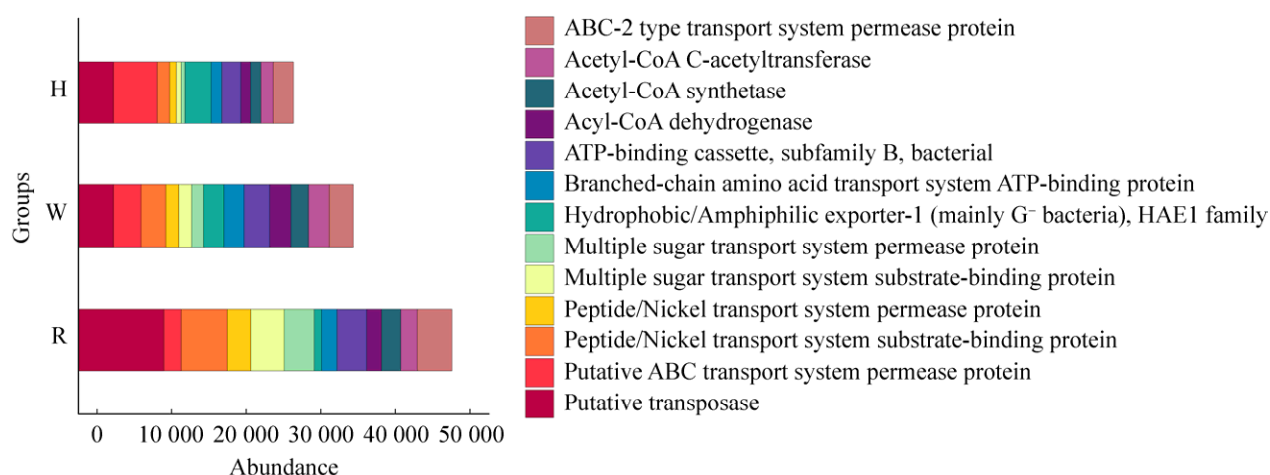 Groups
H
W
R
0
10 000
20 000
30 000
40 000
50 000
Abundance
ABC-2 type transport system permease protein
Acetyl-CoA C-acetyltransferase
Acetyl-CoA synthetase
Acyl-CoA dehydrogenase
ATP-binding cassette, subfamily B, bacterial
Branched-chain amino acid transport system ATP-binding protein
Hydrophobic/Amphiphilic exporter-1 (mainly G⁻ bacteria), HAE1 family
Multiple sugar transport system permease protein
Multiple sugar transport system substrate-binding protein
Peptide/Nickel transport system permease protein
Peptide/Nickel transport system substrate-binding protein
Putative ABC transport system permease protein
Putative transposase